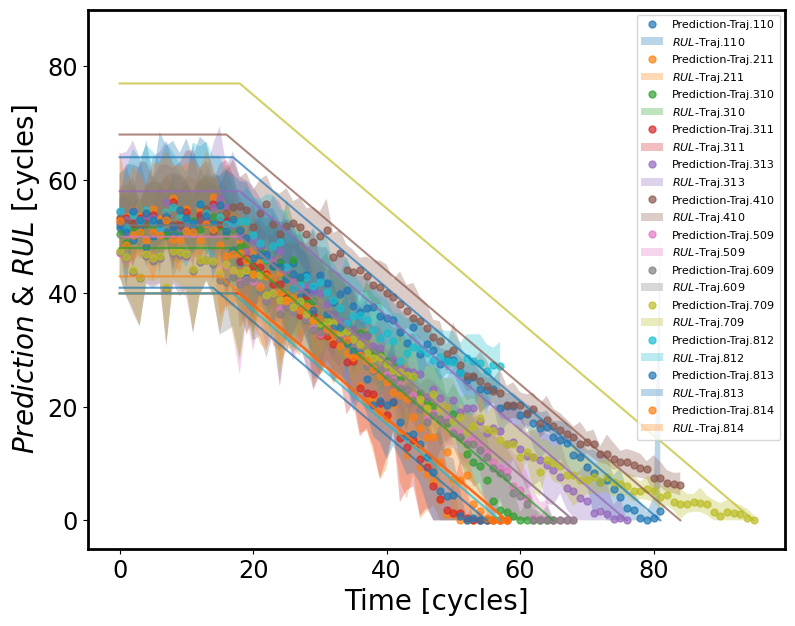 Prediction & RUL [cycles]
80
60
40
20
0
0 20 40 60 80
Time [cycles]
Prediction-Traj.110
RUL-Traj.110
Prediction-Traj.211
RUL-Traj.211
Prediction-Traj.310
RUL-Traj.310
Prediction-Traj.311
RUL-Traj.311
Prediction-Traj.313
RUL-Traj.313
Prediction-Traj.410
RUL-Traj.410
Prediction-Traj.509
RUL-Traj.509
Prediction-Traj.609
RUL-Traj.609
Prediction-Traj.709
RUL-Traj.709
Prediction-Traj.812
RUL-Traj.812
Prediction-Traj.813
RUL-Traj.813
Prediction-Traj.814
RUL-Traj.814